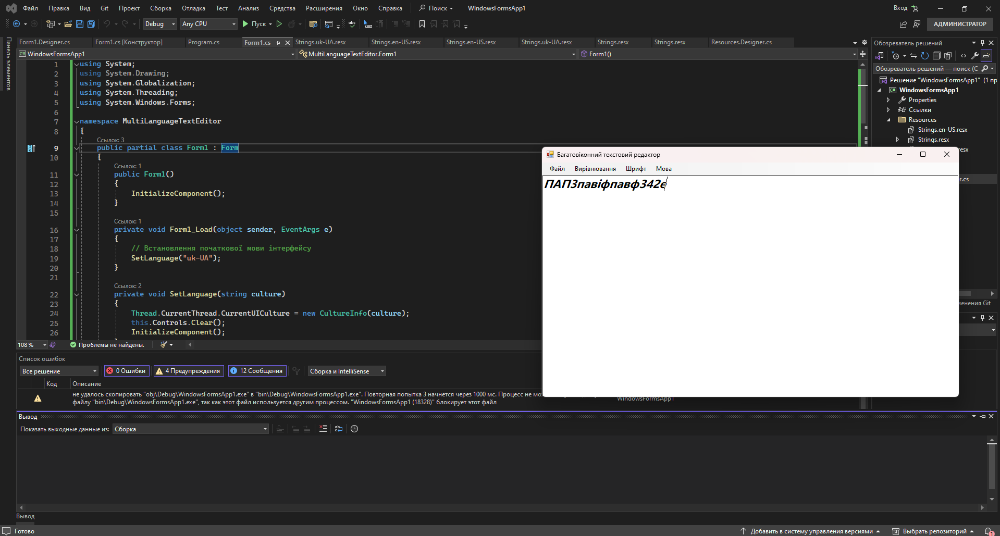 Файл Правка Вид Git Проект Сборка Отладка Тест Анализ Средства Расширения Окно Справка Поиск WindowsFormsApp1 Вход
Debug Any CPU Пуск АДМИНИСТРАТОР
Панель элементов
Form1.Designer.cs Form1.cs [Конструктор] Program.cs Form1.cs Strings.uk-UA.resx Strings.en-US.resx Strings.en-US.resx Strings.uk-UA.resx Strings.resx Strings.resx Resources.Designer.cs
WindowsFormsApp1 MultiLanguageTextEditor.Form1 Form1()
1 using System;
2 using System.Drawing;
3 using System.Globalization;
4 using System.Threading;
5 using System.Windows.Forms;
6
7 namespace MultiLanguageTextEditor
8 {
Ссылок: 3
9 public partial class Form1 : Form
10 {
Ссылок: 1
11 public Form1()
12 {
13 InitializeComponent();
14 }
15
Ссылок: 1
16 private void Form1_Load(object sender, EventArgs e)
17 {
18 // Встановлення початкової мови інтерфейсу
19 SetLanguage("uk-UA");
20 }
21
Ссылок: 2
22 private void SetLanguage(string culture)
23 {
24 Thread.CurrentThread.CurrentUICulture = new CultureInfo(culture);
25 this.Controls.Clear();
26 InitializeComponent();
108 % Проблемы не найдены.
Обозреватель решений
Обозреватель решений — поиск (С
Решение "WindowsFormsApp1" (1 пр
WindowsFormsApp1
Properties
Ссылки
Resources
Strings.en-US.resx
Strings.resx
resx
r.cs
менения Git
Багатовіконний текстовий редактор
Файл Вирівнювання Шрифт Мова
ПАПЗпавіфпавф342е
Список ошибок
Все решение 0 Ошибки 4 Предупреждения 12 Сообщения Сборка и IntelliSense
Код Описание
не удалось скопировать "obj\Debug\WindowsFormsApp1.exe" в "bin\Debug\WindowsFormsApp1.exe". Повторная попытка 3 начнется через 1000 мс. Процесс не мо
файлу "bin\Debug\WindowsFormsApp1.exe", так как этот файл используется другим процессом. "WindowsFormsApp1 (18328)" блокирует этот файл
WindowsFormsApp1
Вывод
Показать выходные данные из: Сборка
Вывод
Готово Добавить в систему управления версиями Выбрать репозиторий 1